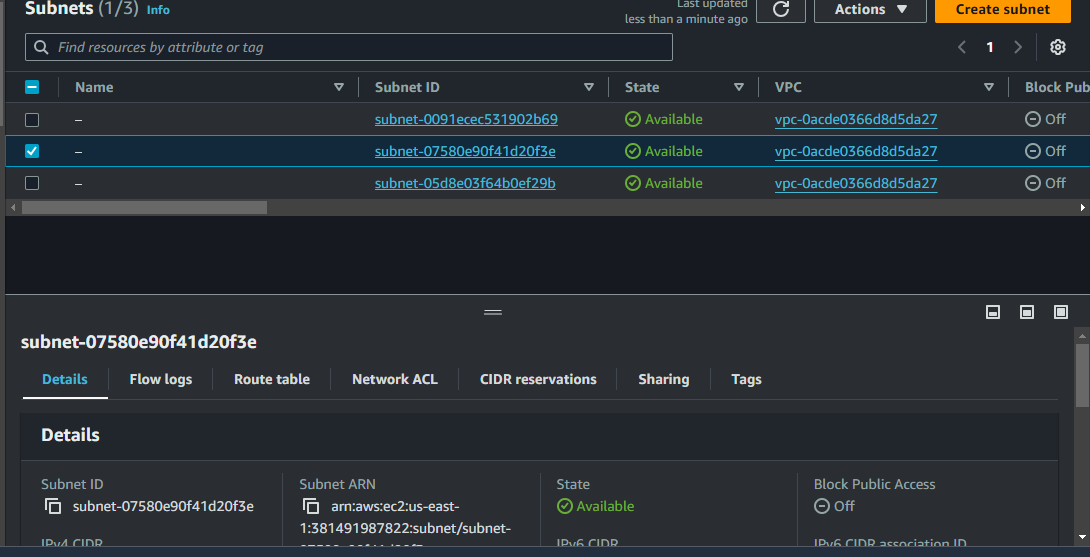 Subnets (1/3) Info
Last updated
less than a minute ago
Actions
Create subnet
Find resources by attribute or tag
1
Name Subnet ID State VPC Block Pub
– subnet-0091ecec531902b69 Available vpc-0acde0366d8d5da27 Off
– subnet-07580e90f41d20f3e Available vpc-0acde0366d8d5da27 Off
– subnet-05d8e03f64b0ef29b Available vpc-0acde0366d8d5da27 Off
subnet-07580e90f41d20f3e
Details Flow logs Route table Network ACL CIDR reservations Sharing Tags
Details
Subnet ID
subnet-07580e90f41d20f3e
Subnet ARN
arn:aws:ec2:us-east-
1:381491987822:subnet/subnet-
State
Available
Block Public Access
Off
IPv4 CIDR
IPv6 CIDR
IPv6 CIDR association ID